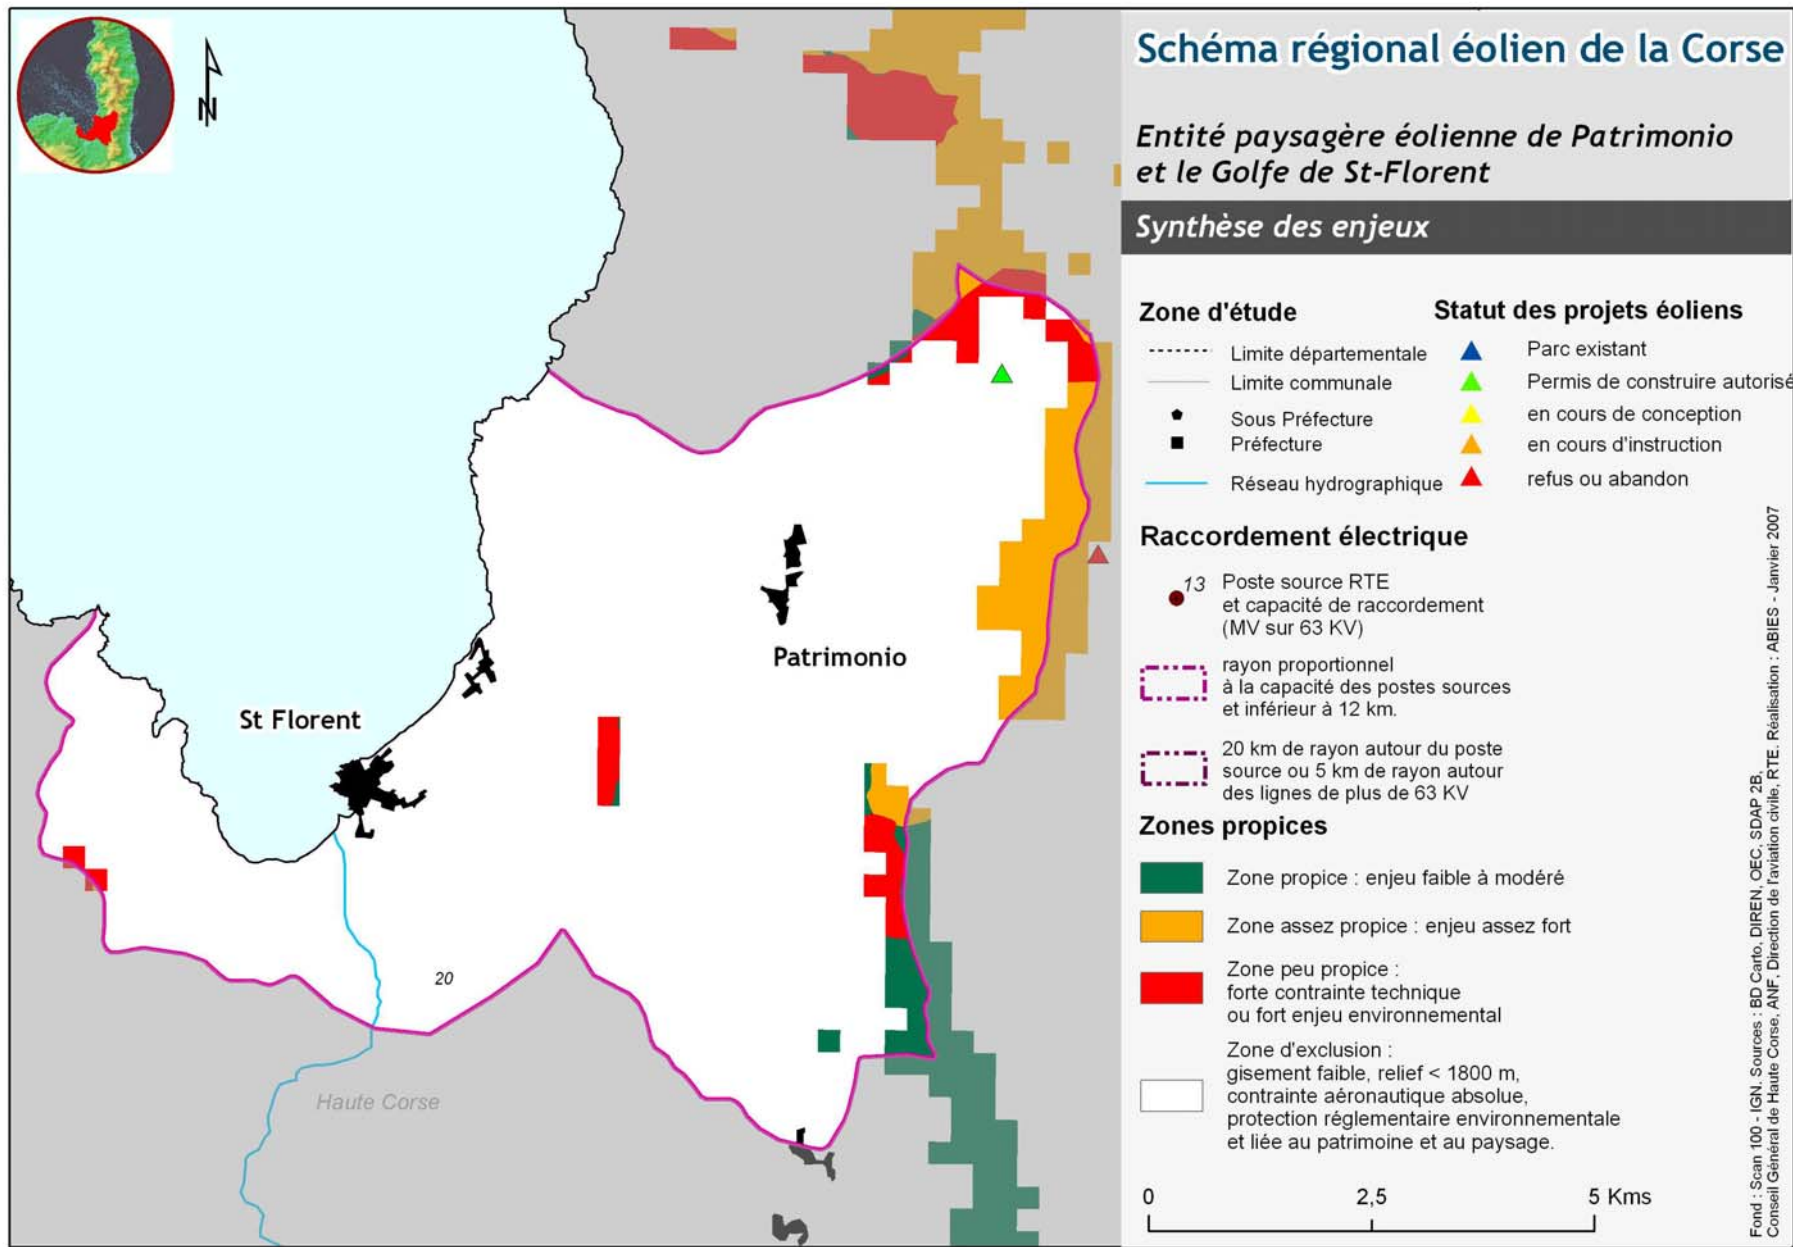 Schéma régional éolien de la Corse
Entité paysagère éolienne de Patrimonio
et le Golfe de St-Florent
Synthèse des enjeux
N
St Florent
Patrimonio
20
Haute Corse
Zone d'étude
Limite départementale
Limite communale
Sous Préfecture
Préfecture
Réseau hydrographique
Statut des projets éoliens
Parc existant
Permis de construire autorisé
en cours de conception
en cours d'instruction
refus ou abandon
Raccordement électrique
13
Poste source RTE
et capacité de raccordement
(MV sur 63 KV)
rayon proportionnel
à la capacité des postes sources
et inférieur à 12 km.
20 km de rayon autour du poste
source ou 5 km de rayon autour
des lignes de plus de 63 KV
Zones propices
Zone propice : enjeu faible à modéré
Zone assez propice : enjeu assez fort
Zone peu propice :
forte contrainte technique
ou fort enjeu environnemental
Zone d'exclusion :
gisement faible, relief < 1800 m,
contrainte aéronautique absolue,
protection réglementaire environnementale
et liée au patrimoine et au paysage.
0 2,5 5 Kms
Fond : Scan 100 - IGN. Sources : BD Carto, DIREN, OEC, SDAP 2B,
Conseil Général de Haute Corse, ANF, Direction de l'aviation civile, RTE. Réalisation : ABIES - Janvier 2007